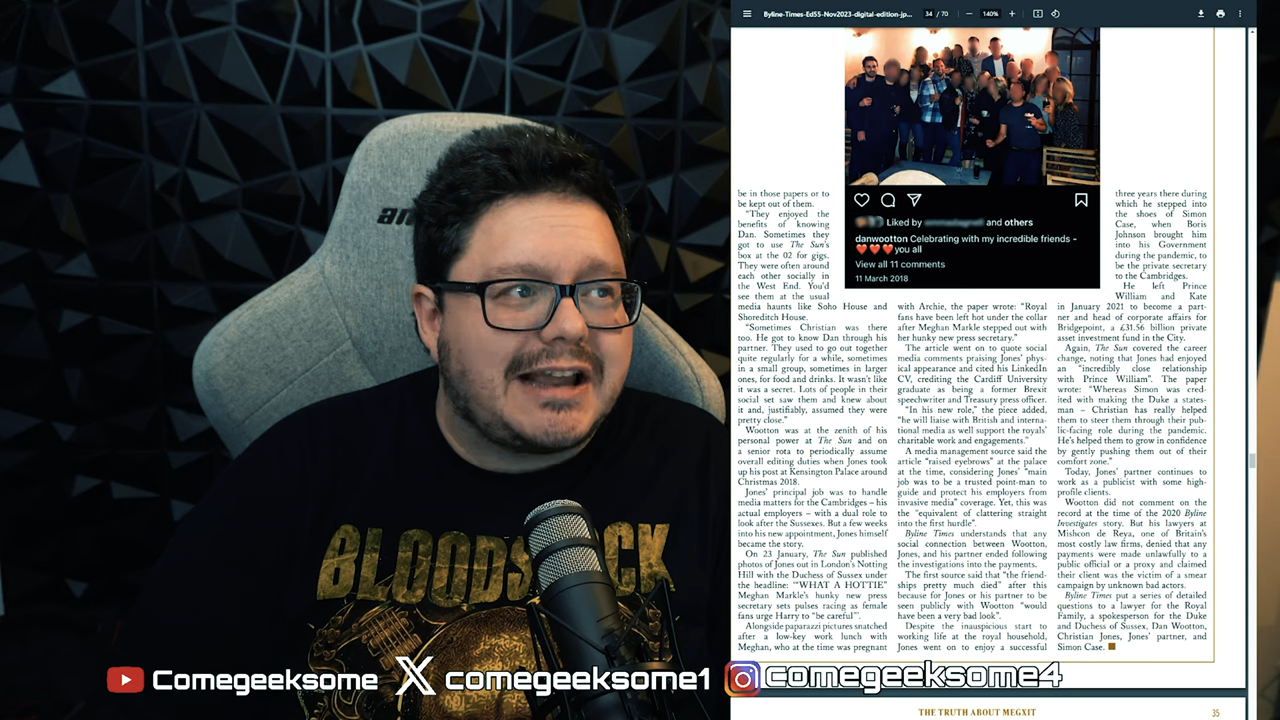 Byline-Times-Ed55-Nov2023-digital-edition-jp...
34 / 70
140%
be in those papers or to
be kept out of them.
"They enjoyed the
benefits of knowing
Dan. Sometimes they
got to use The Sun's
box at the 02 for gigs.
They were often around
each other socially in
the West End. You'd
see them at the usual
media haunts like Soho House and
Shoreditch House.
"Sometimes Christian was there
too. He got to know Dan through his
partner. They used to go out together
quite regularly for a while, sometimes
in a small group, sometimes in larger
ones, for food and drinks. It wasn't like
it was a secret. Lots of people in their
social set saw them and knew about
it and, justifiably, assumed they were
pretty close."
Wootton was at the zenith of his
personal power at The Sun and on
a senior rota to periodically assume
overall editing duties when Jones took
up his post at Kensington Palace around
Christmas 2018.
Jones' principal job was to handle
media matters for the Cambridges – his
actual employers – with a dual role to
look after the Sussexes. But a few weeks
into his new appointment, Jones himself
became the story.
On 23 January, The Sun published
photos of Jones out in London's Notting
Hill with the Duchess of Sussex under
the headline: "'WHAT A HOTTIE'
Meghan Markle's hunky new press
secretary sets pulses racing as female
fans urge Harry to "be careful"'.
Alongside paparazzi pictures snatched
after a low-key work lunch with
Meghan, who at the time was pregnant
Liked by
and others
danwootton Celebrating with my incredible friends -
❤️❤️❤️you all
View all 11 comments
11 March 2018
with Archie, the paper wrote: "Royal
fans have been left hot under the collar
after Meghan Markle stepped out with
her hunky new press secretary."
The article went on to quote social
media comments praising Jones' phys-
ical appearance and cited his LinkedIn
CV, crediting the Cardiff University
graduate as being a former Brexit
speechwriter and Treasury press officer.
"In his new role," the piece added,
"he will liaise with British and interna-
tional media as well support the royals'
charitable work and engagements."
A media management source said the
article "raised eyebrows" at the palace
at the time, considering Jones' "main
job was to be a trusted point-man to
guide and protect his employers from
invasive media" coverage. Yet, this was
the "equivalent of clattering straight
into the first hurdle".
Byline Times understands that any
social connection between Wootton,
Jones, and his partner ended following
the investigations into the payments.
The first source said that "the friend-
ships pretty much died" after this
because for Jones or his partner to be
seen publicly with Wootton "would
have been a very bad look".
Despite the inauspicious start to
working life at the royal household,
Jones went on to enjoy a successful
three years there during
which he stepped into
the shoes of Simon
Case, when Boris
Johnson brought him
into his Government
during the pandemic, to
be the private secretary
to the Cambridges.
He left Prince
William and Kate
in January 2021 to become a part-
ner and head of corporate affairs for
Bridgepoint, a £31.56 billion private
asset investment fund in the City.
Again, The Sun covered the career
change, noting that Jones had enjoyed
an "incredibly close relationship
with Prince William". The paper
wrote: "Whereas Simon was cred-
ited with making the Duke a states-
man – Christian has really helped
them to steer them through their pub-
lic-facing role during the pandemic.
He's helped them to grow in confidence
by gently pushing them out of their
comfort zone."
Today, Jones' partner continues to
work as a publicist with some high-
profile clients.
Wootton did not comment on the
record at the time of the 2020 Byline
Investigates story. But his lawyers at
Mishcon de Reya, one of Britain's
most costly law firms, denied that any
payments were made unlawfully to a
public official or a proxy and claimed
their client was the victim of a smear
campaign by unknown bad actors.
Byline Times put a series of detailed
questions to a lawyer for the Royal
Family, a spokesperson for the Duke
and Duchess of Sussex, Dan Wootton,
Christian Jones, Jones' partner, and
Simon Case.
Comegeeksome
comegeeksome1
comegeeksome4
THE TRUTH ABOUT MEGXIT
35